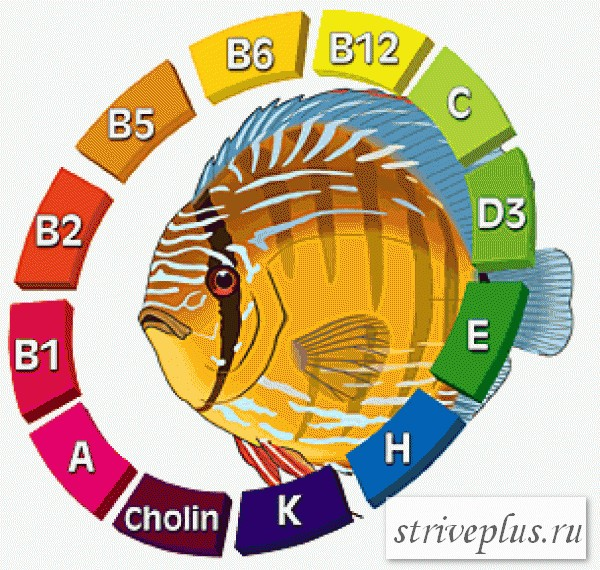 B6
B12
C
D3
E
H
K
Cholin
A
B1
B2
B5
striveplus.ru